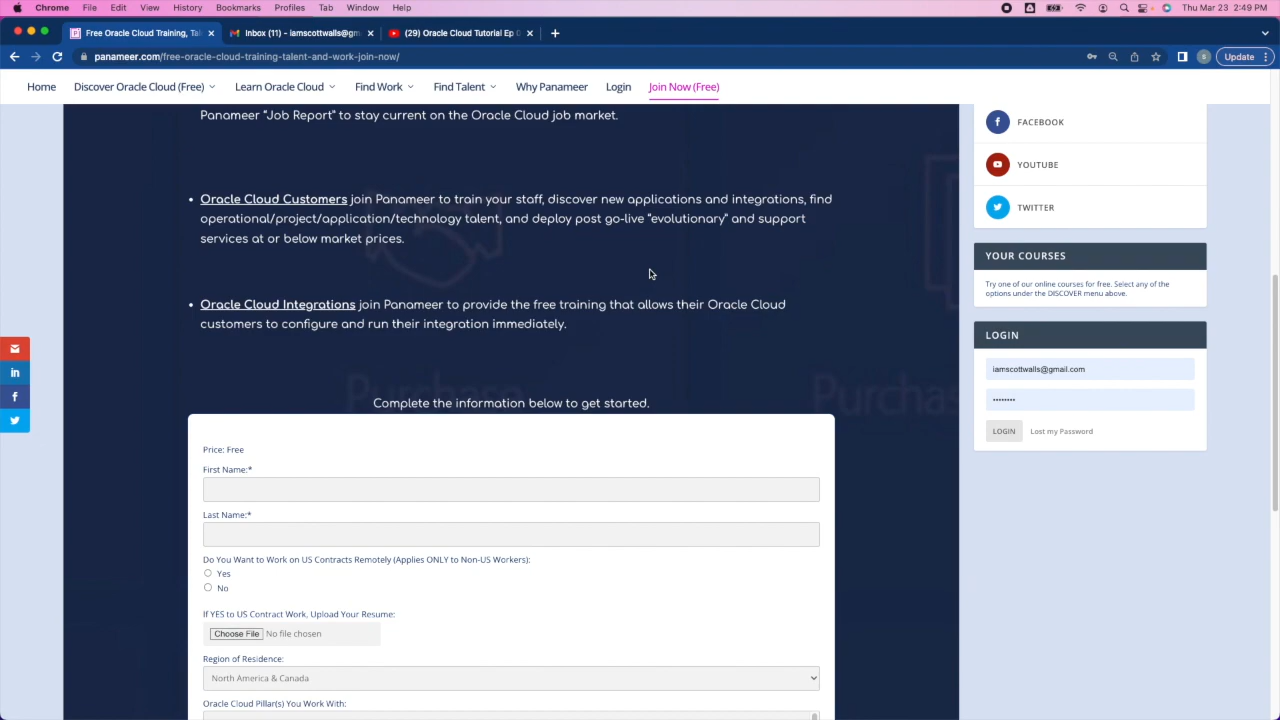 Chrome File Edit View History Bookmarks Profiles Tab Window Help
Thu Mar 23 2:49 PM
Free Oracle Cloud Training, Tal
Inbox (11) - iamscottwalls@gm
(29) Oracle Cloud Tutorial Ep 0
panameer.com/free-oracle-cloud-training-talent-and-work-join-now/
s
Update
Home Discover Oracle Cloud (Free) Learn Oracle Cloud Find Work Find Talent Why Panameer Login Join Now (Free)
Panameer "Job Report" to stay current on the Oracle Cloud job market.
• Oracle Cloud Customers join Panameer to train your staff, discover new applications and integrations, find
operational/project/application/technology talent, and deploy post go-live "evolutionary" and support
services at or below market prices.
• Oracle Cloud Integrations join Panameer to provide the free training that allows their Oracle Cloud
customers to configure and run their integration immediately.
Purchase
Purchas
Complete the information below to get started.
Price: Free
First Name:*
Last Name:*
Do You Want to Work on US Contracts Remotely (Applies ONLY to Non-US Workers):
Yes
No
If YES to US Contract Work, Upload Your Resume:
Choose File No file chosen
Region of Residence:
North America & Canada
Oracle Cloud Pillar(s) You Work With:
FACEBOOK
YOUTUBE
TWITTER
YOUR COURSES
Try one of our online courses for free. Select any of the
options under the DISCOVER menu above.
LOGIN
iamscottwalls@gmail.com
••••••••
LOGIN Lost my Password